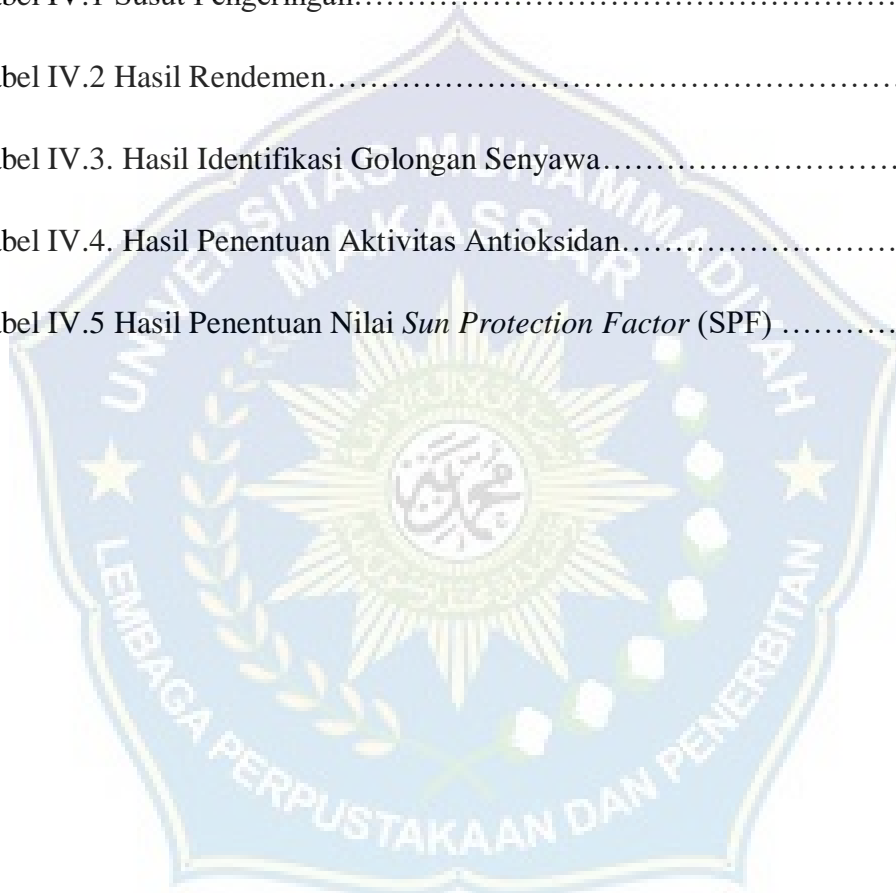 bel IV.1 Susut Pengeringan……………………………………………
bel IV.2 Hasil Rendemen………………………………………………
bel IV.3. Hasil Identifikasi Golongan Senyawa…………………………
bel IV.4. Hasil Penentuan Aktivitas Antioksidan………………………
bel IV.5 Hasil Penentuan Nilai Sun Protection Factor (SPF) …………
UNIVERSITAS MUHAMMADIYAH
MAKASSAR
LEMBAGA PERPUSTAKAAN DAN PENERBITAN